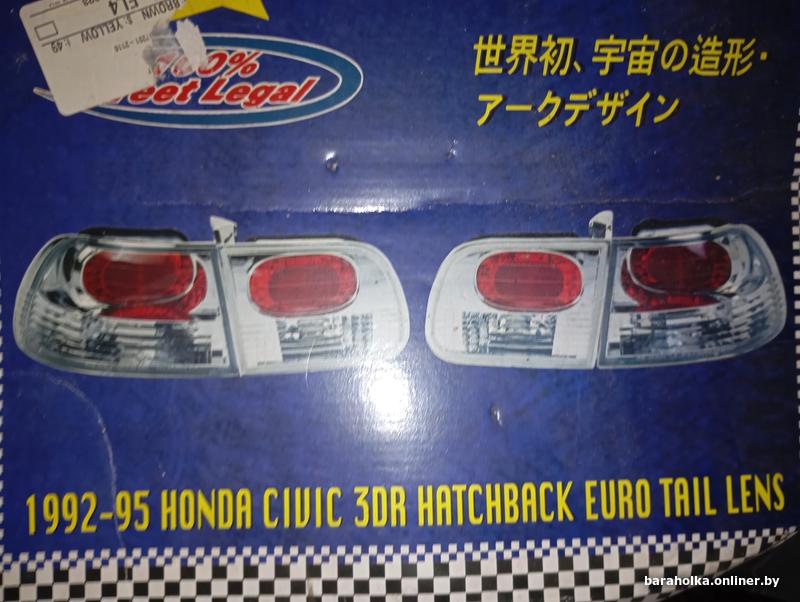 100%
Street Legal
世界初、宇宙の造形・
アークデザイン
1992-95 HONDA CIVIC 3DR HATCHBACK EURO TAIL LENS
baraholka.onliner.by